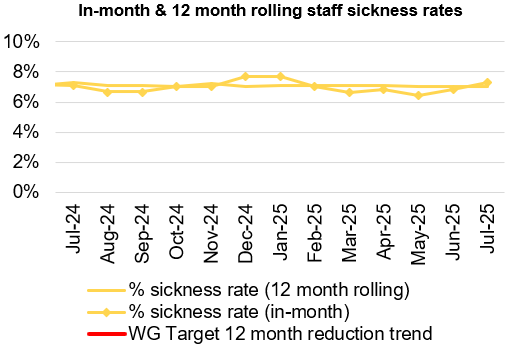 In-month & 12 month rolling staff sickness rates
10%
8%
6%
4%
2%
0%
Jul-24
Aug-24
Sep-24
Oct-24
Nov-24
Dec-24
Jan-25
Feb-25
Mar-25
Apr-25
May-25
Jun-25
Jul-25
% sickness rate (12 month rolling)
% sickness rate (in-month)
WG Target 12 month reduction trend